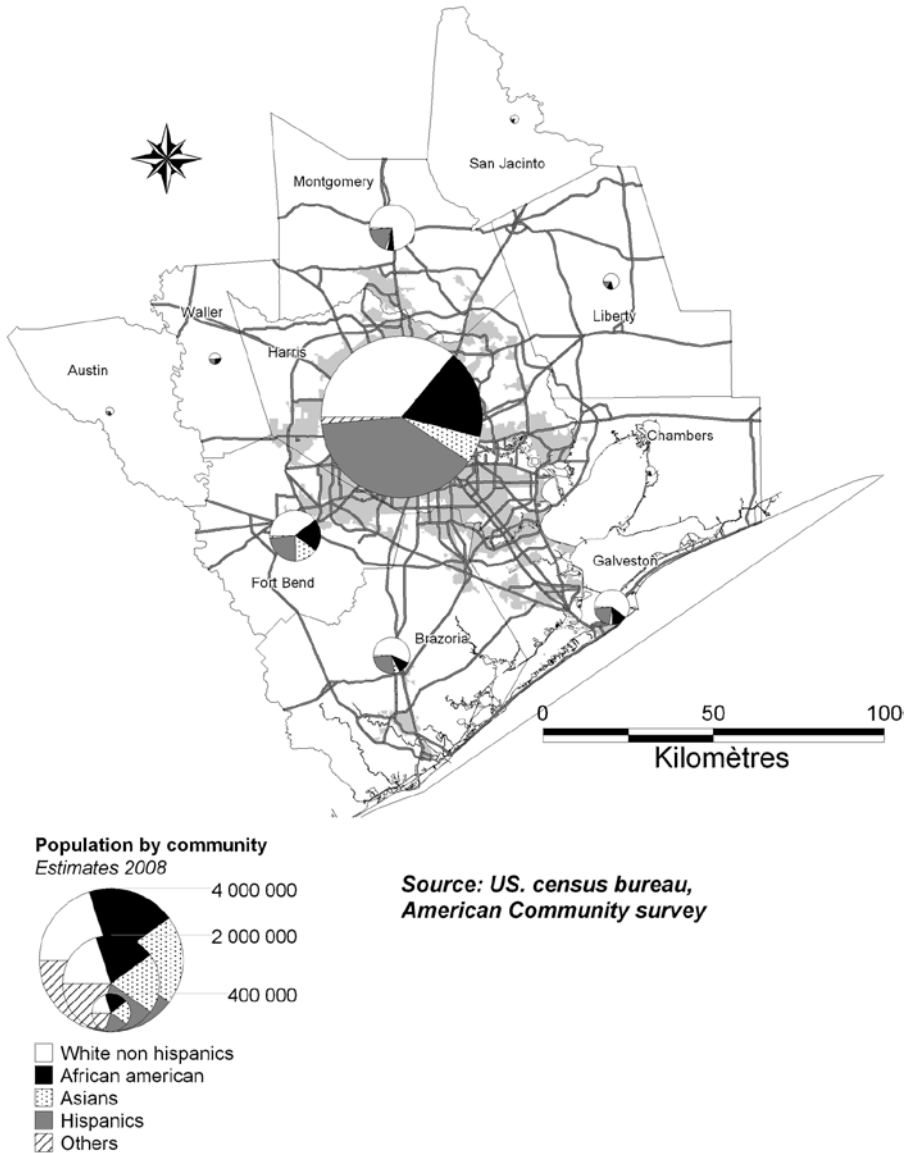 San Jacinto
Montgomery
Waller
Liberty
Harris
Austin
Chambers
Galveston
Fort Bend
Brazoria
0 50 100
Kilomètres
Population by community
Estimates 2008
4 000 000
2 000 000
400 000
Source: US. census bureau,
American Community survey
White non hispanics
African american
Asians
Hispanics
Others